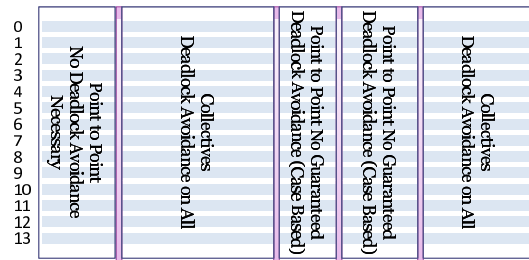 0
1
2
3
4
5
6
7
8
9
10
11
12
13
Point to Point
No Deadlock Avoidance
Necessary
Collectives
Deadlock Avoidance on All
Point to Point No Guaranteed
Deadlock Avoidance (Case Based)
Point to Point No Guaranteed
Deadlock Avoidance (Case Based)
Collectives
Deadlock Avoidance on All